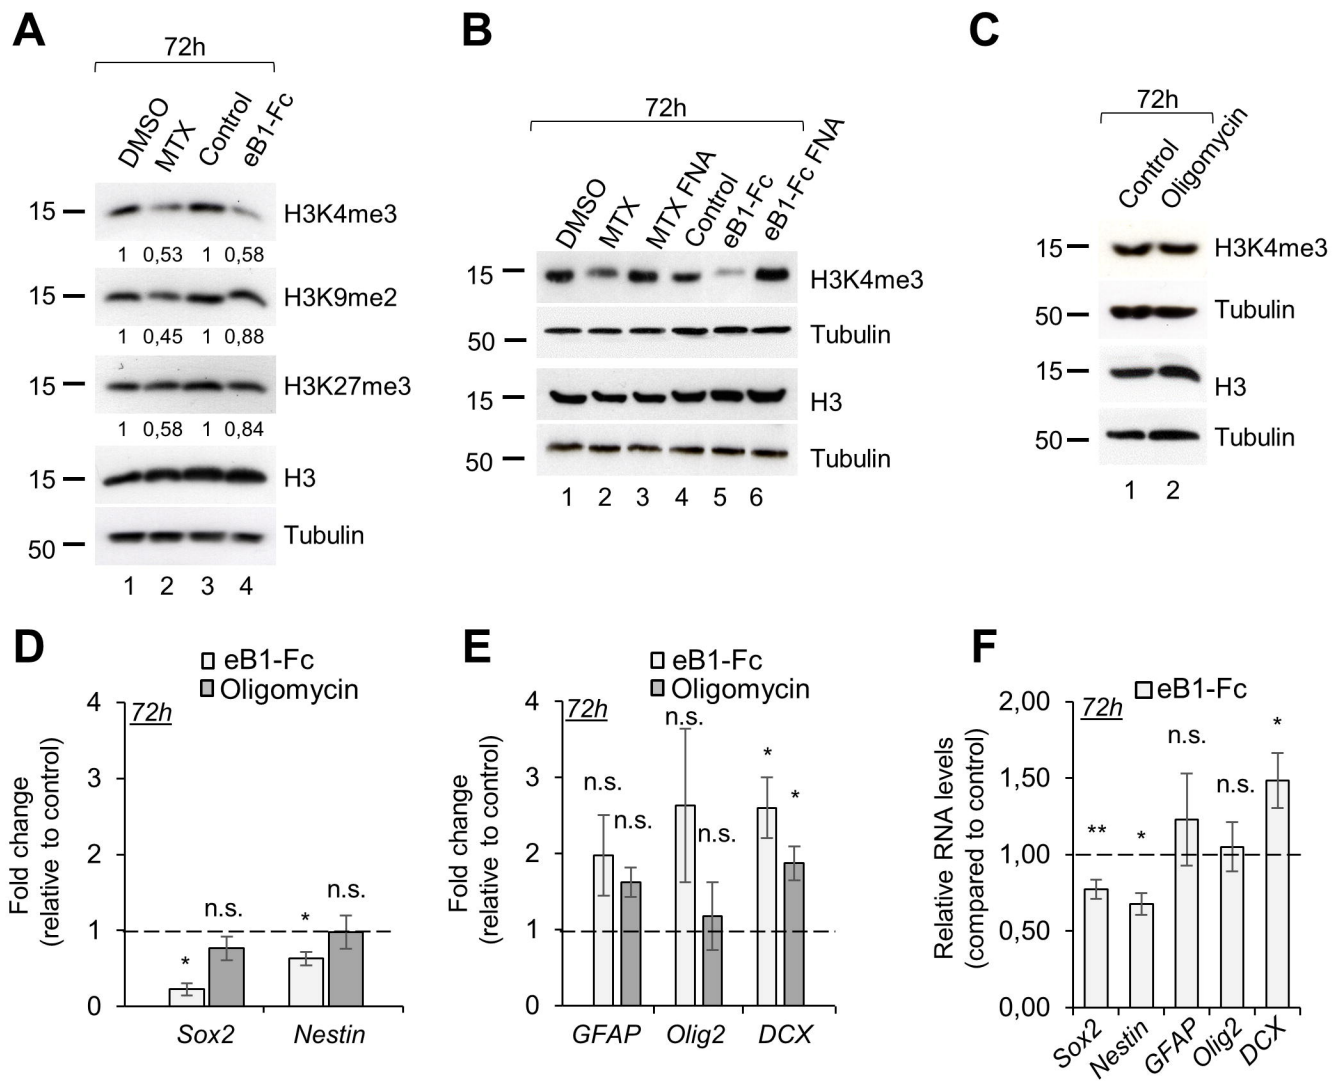 A
72h
DMSO
MTX
Control
eB1-Fc
15
H3K4me3
1 0,53 1 0,58
15
H3K9me2
1 0,45 1 0,88
15
H3K27me3
1 0,58 1 0,84
15
H3
50
Tubulin
1 2 3 4
B
72h
DMSO
MTX
MTX FNA
Control
eB1-Fc
eB1-Fc FNA
15
H3K4me3
50
Tubulin
15
H3
50
Tubulin
1 2 3 4 5 6
C
72h
Control
Oligomycin
15
H3K4me3
50
Tubulin
15
H3
50
Tubulin
1 2
D
eB1-Fc
Oligomycin
72h
Fold change
(relative to control)
4
3
2
1
0
*
n.s.
*
n.s.
Sox2
Nestin
E
eB1-Fc
Oligomycin
72h
Fold change
(relative to control)
4
3
2
1
0
n.s.
n.s.
n.s.
n.s.
*
*
GFAP
Olig2
DCX
F
eB1-Fc
72h
Relative RNA levels
(compared to control)
2,00
1,50
1,00
0,50
0,00
**
*
n.s.
n.s.
*
Sox2
Nestin
GFAP
Olig2
DCX